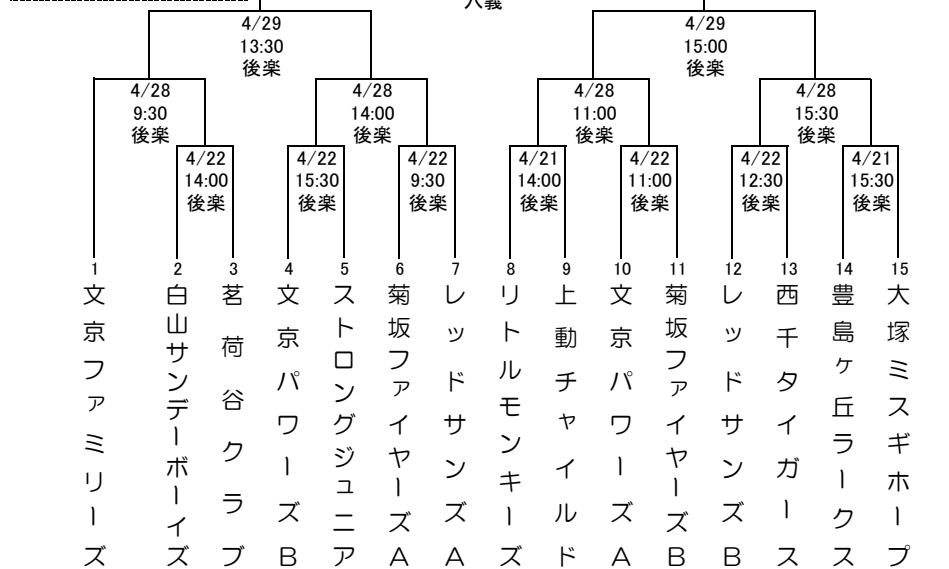 六義
4/29
13:30
後楽
4/29
15:00
後楽
4/28
9:30
後楽
4/28
14:00
後楽
4/28
11:00
後楽
4/28
15:30
後楽
4/22
14:00
後楽
4/22
15:30
後楽
4/22
9:30
後楽
4/21
14:00
後楽
4/22
11:00
後楽
4/22
12:30
後楽
4/21
15:30
後楽
1
文京ファミリーズ
2
白山サンデーボーイズ
3
茗荷谷クラブ
4
文京パワーズB
5
ストロングジュニア
6
菊坂ファイヤーズA
7
レッドサンズA
8
リトルモンキーズ
9
上動チャイルド
10
文京パワーズA
11
菊坂ファイヤーズB
12
レッドサンズB
13
西千タイガース
14
豊島ヶ丘ラークス
15
大塚ミスギホープ